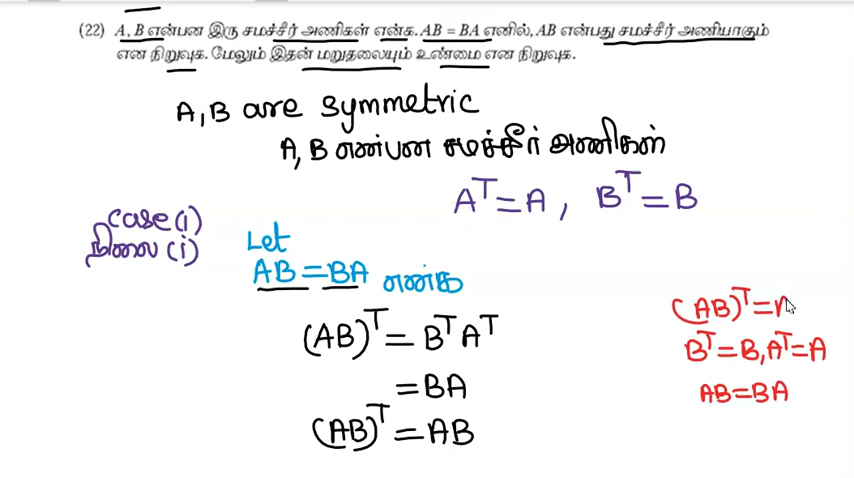 (22) A, B என்பன இரு சமச்சீர் அணிகள் என்க. AB = BA எனில், AB என்பது சமச்சீர் அணியாகும்
என நிறுவுக. மேலும் இதன் மறுதலையும் உண்மை என நிறுவுக.
A,B are symmetric
A, B என்பன சமச்சீர் அணிகள்
Aᵀ=A, Bᵀ=B
case(i)
நிலை(i)
Let
AB=BA என்க
(AB)ᵀ= BᵀAᵀ
=BA
(AB)ᵀ=AB
(AB)ᵀ=
Bᵀ=B,Aᵀ=A
AB=BA